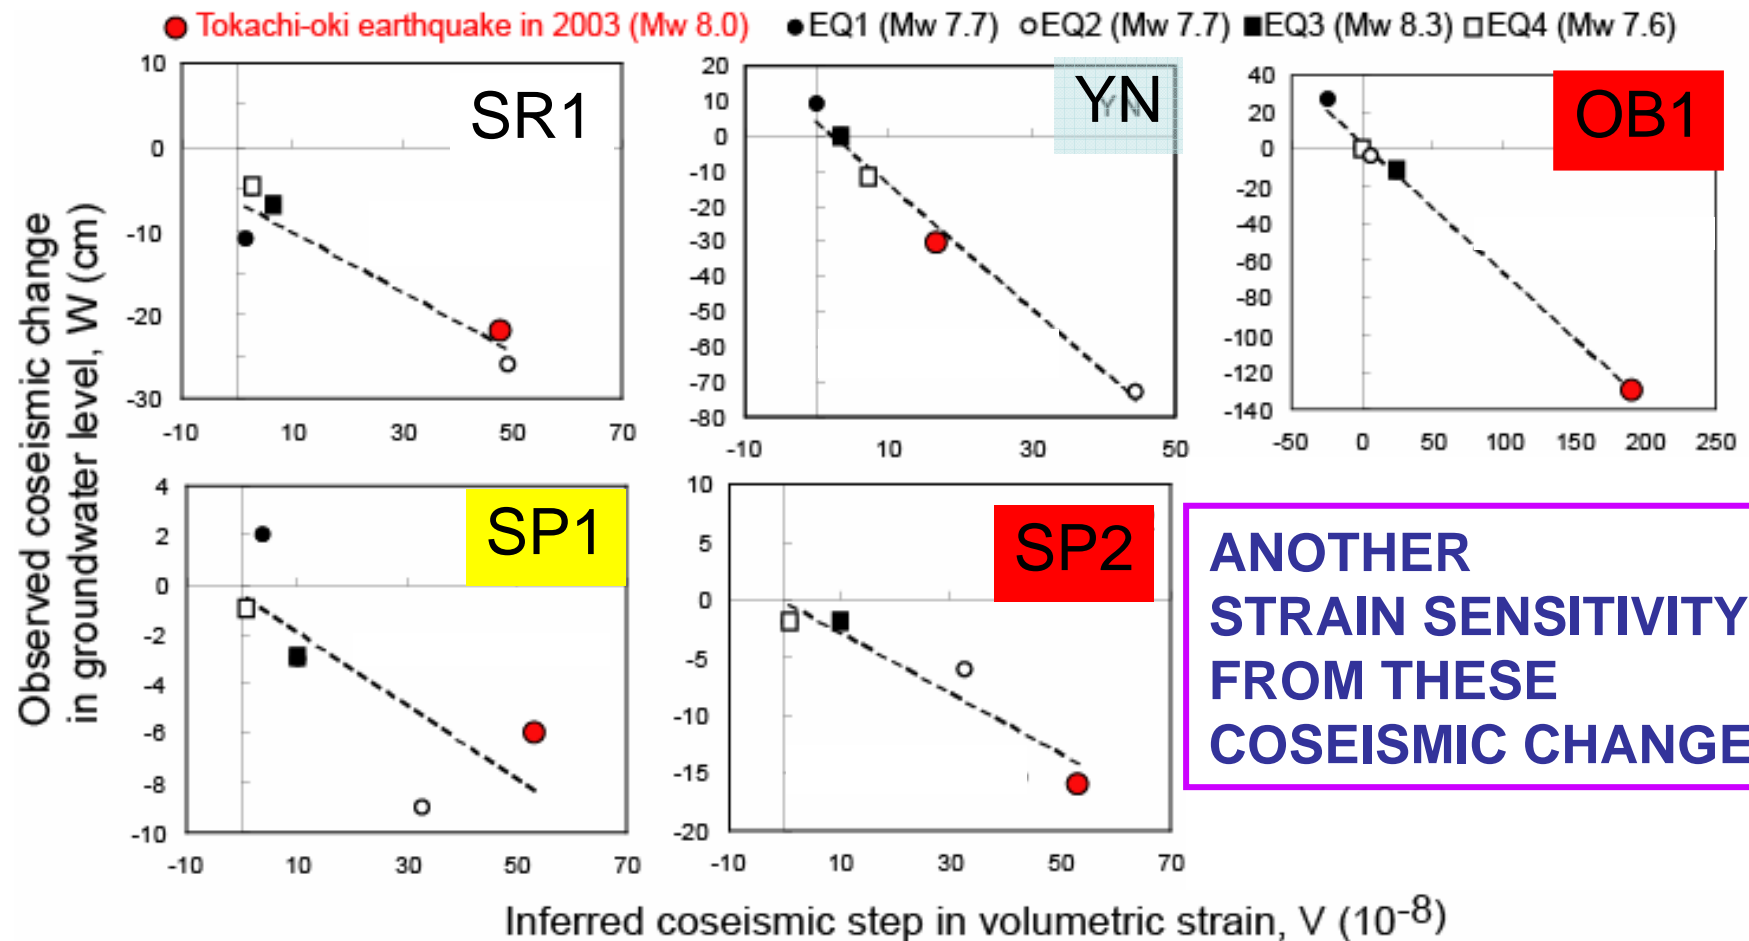 Tokachi-oki earthquake in 2003 (Mw 8.0) EQ1 (Mw 7.7) EQ2 (Mw 7.7) EQ3 (Mw 8.3) EQ4 (Mw 7.6)
Observed coseismic change
in groundwater level, W (cm)
SR1
10
0
-10
-20
-30
-10 10 30 50 70
YN
20
10
0
-10
-20
-30
-40
-50
-60
-70
-80
-10 10 30 50
OB1
40
20
0
-20
-40
-60
-80
-100
-120
-140
-50 0 50 100 150 200 250
SP1
4
2
0
-2
-4
-6
-8
-10
-10 10 30 50 70
SP2
10
5
0
-5
-10
-15
-20
-10 10 30 50 70
ANOTHER
STRAIN SENSITIVITY
FROM THESE
COSEISMIC CHANGE
Inferred coseismic step in volumetric strain, V (10⁻⁸)